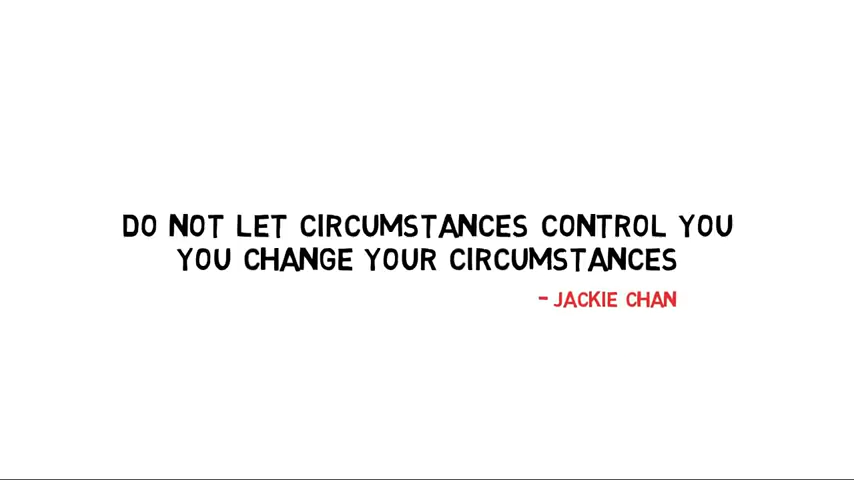 DO NOT LET CIRCUMSTANCES CONTROL YOU
YOU CHANGE YOUR CIRCUMSTANCES
- JACKIE CHAN